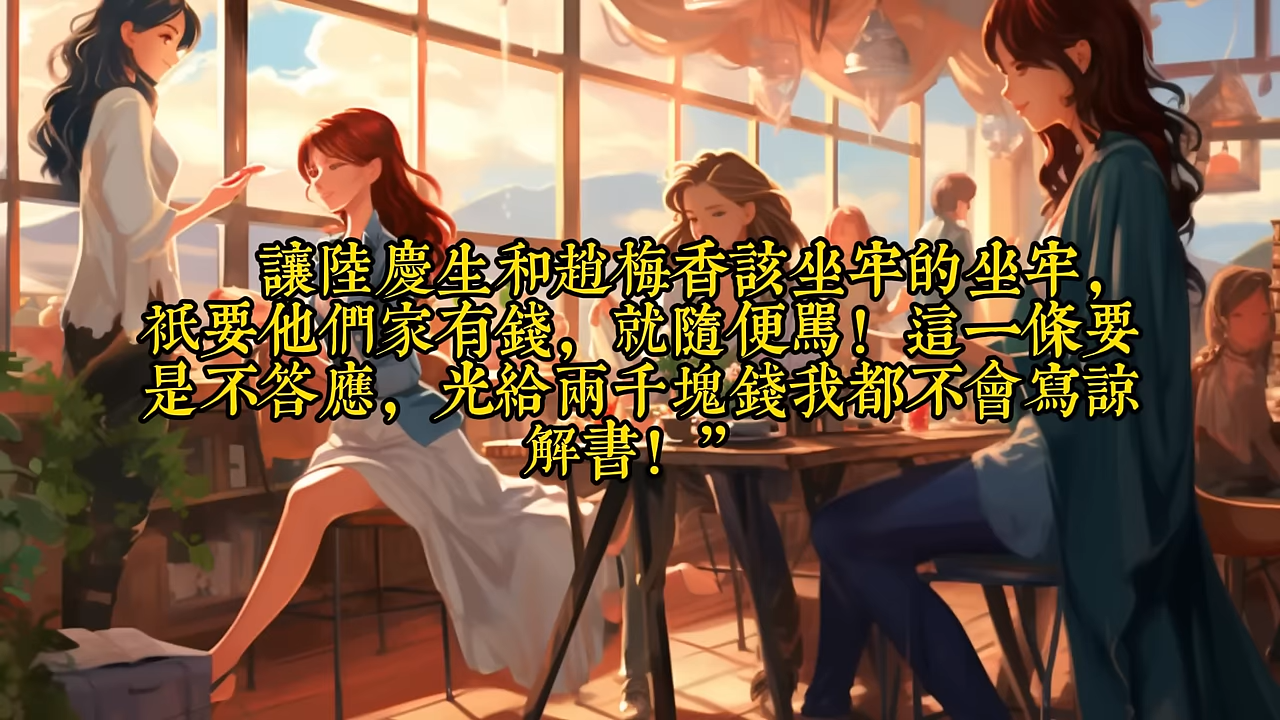 讓陸慶生和趙梅香該坐牢的坐牢，
祇要他們家有錢，就隨便駡！這一條要
是不答應，光給兩千塊錢我都不會寫諒
解書！”